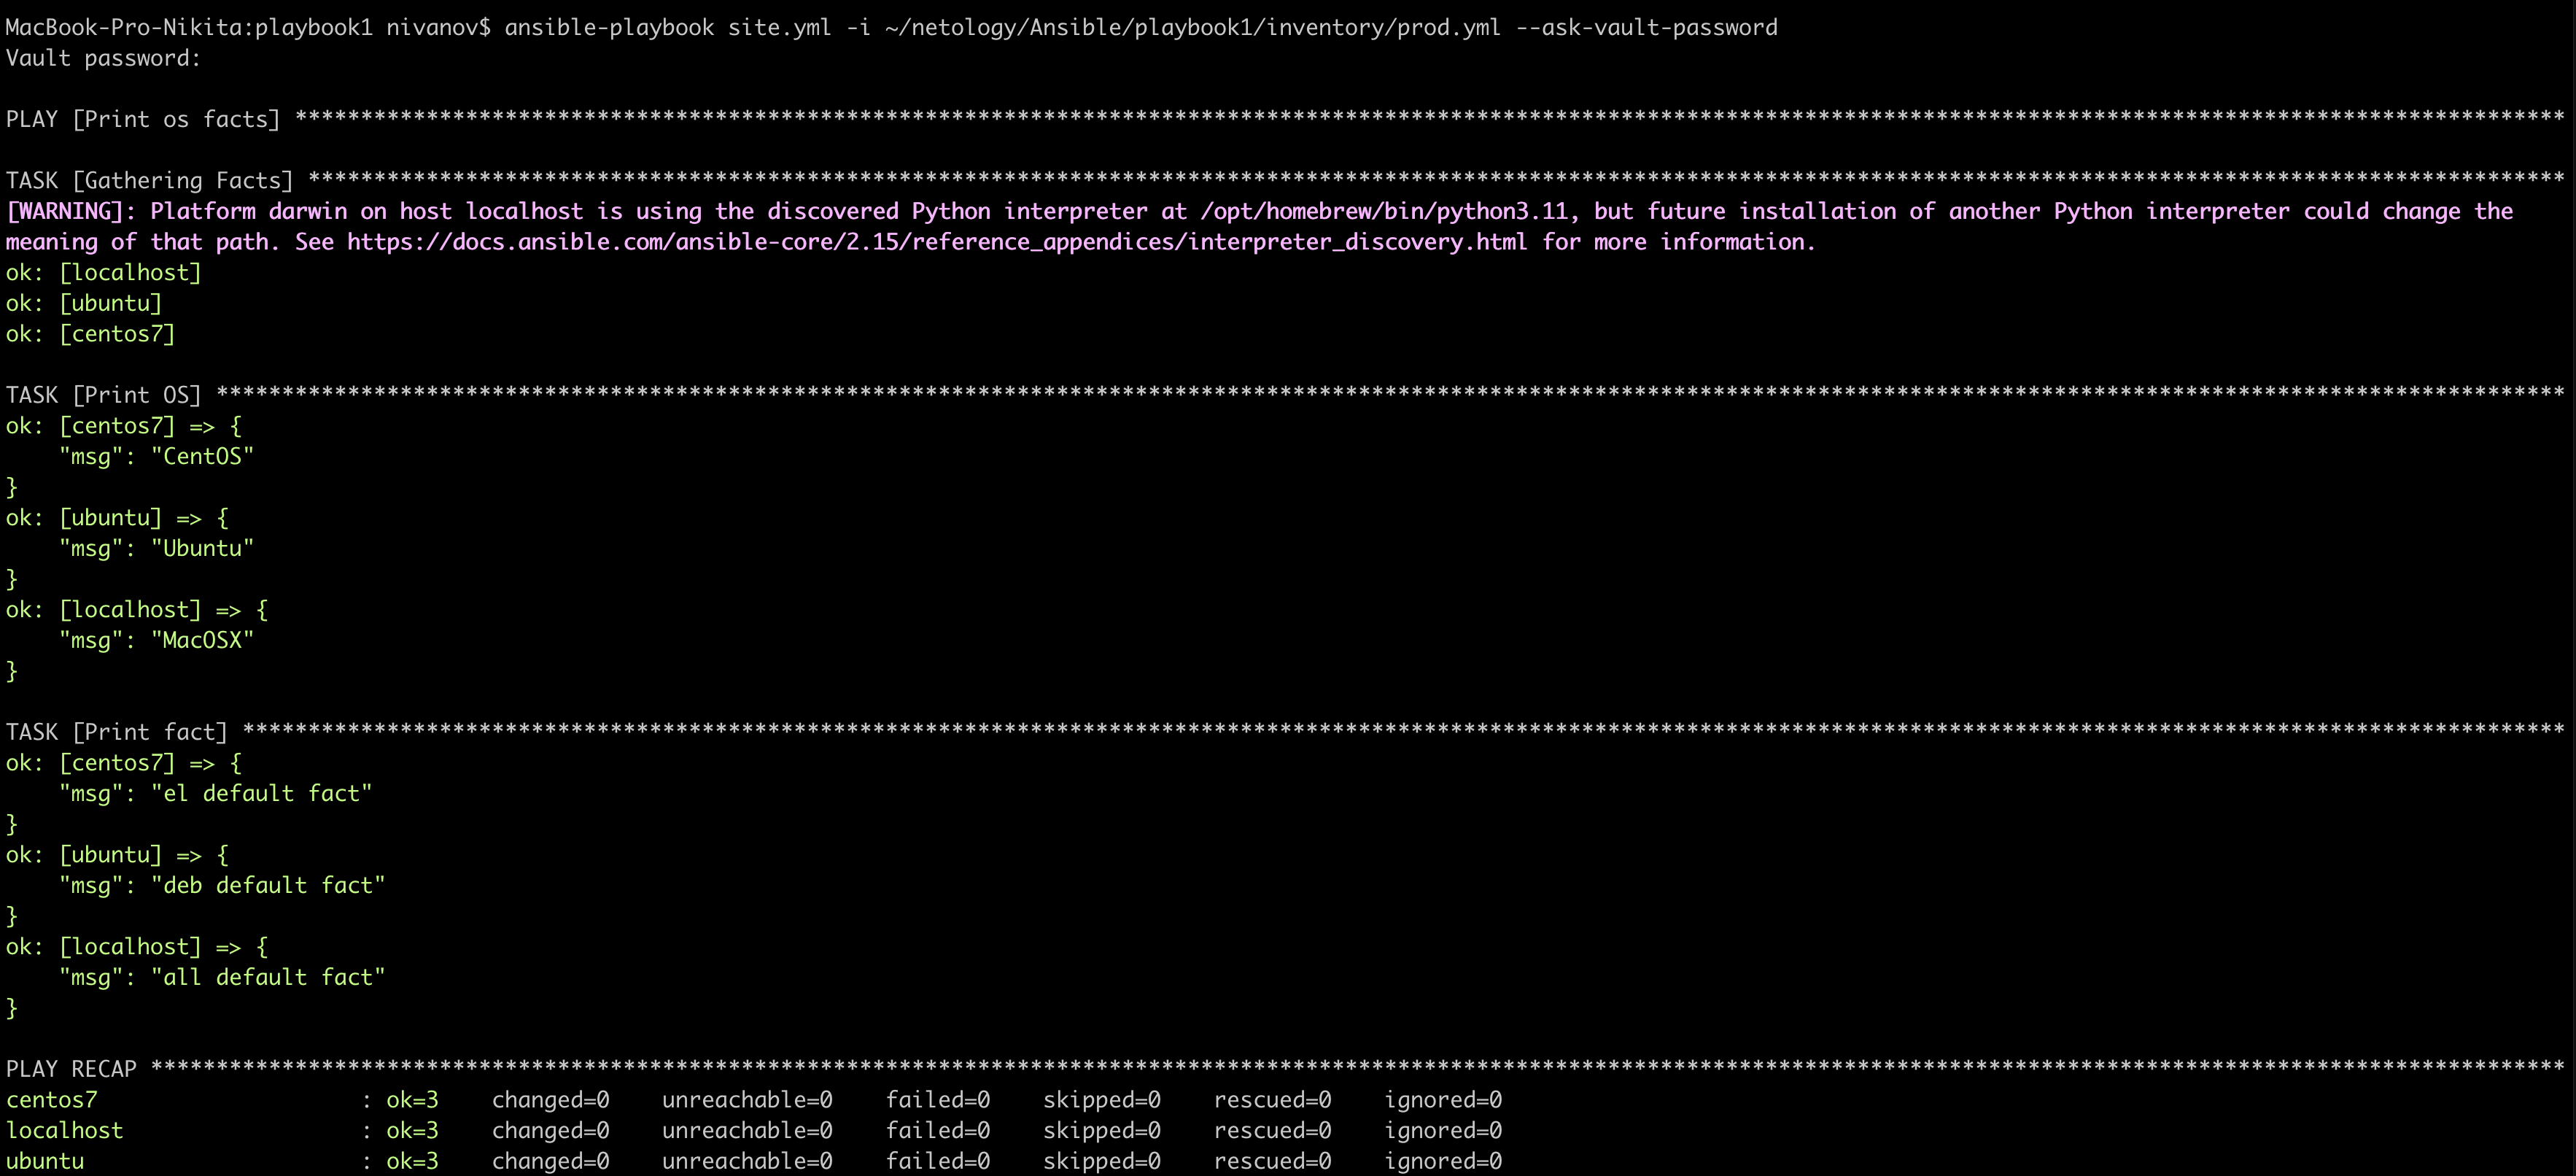 MacBook-Pro-Nikita:playbook1 nivanov$ ansible-playbook site.yml -i ~/netology/Ansible/playbook1/inventory/prod.yml --ask-vault-password
Vault password:
PLAY [Print os facts] *****************************************************************************************************************************************************************************
TASK [Gathering Facts] ****************************************************************************************************************************************************************************
[WARNING]: Platform darwin on host localhost is using the discovered Python interpreter at /opt/homebrew/bin/python3.11, but future installation of another Python interpreter could change the
meaning of that path. See https://docs.ansible.com/ansible-core/2.15/reference_appendices/interpreter_discovery.html for more information.
ok: [localhost]
ok: [ubuntu]
ok: [centos7]
TASK [Print OS] ***********************************************************************************************************************************************************************************
ok: [centos7] => {
    "msg": "CentOS"
}
ok: [ubuntu] => {
    "msg": "Ubuntu"
}
ok: [localhost] => {
    "msg": "MacOSX"
}
TASK [Print fact] *********************************************************************************************************************************************************************************
ok: [centos7] => {
    "msg": "el default fact"
}
ok: [ubuntu] => {
    "msg": "deb default fact"
}
ok: [localhost] => {
    "msg": "all default fact"
}
PLAY RECAP ****************************************************************************************************************************************************************************************
centos7                    : ok=3    changed=0    unreachable=0    failed=0    skipped=0    rescued=0    ignored=0
localhost                  : ok=3    changed=0    unreachable=0    failed=0    skipped=0    rescued=0    ignored=0
ubuntu                     : ok=3    changed=0    unreachable=0    failed=0    skipped=0    rescued=0    ignored=0